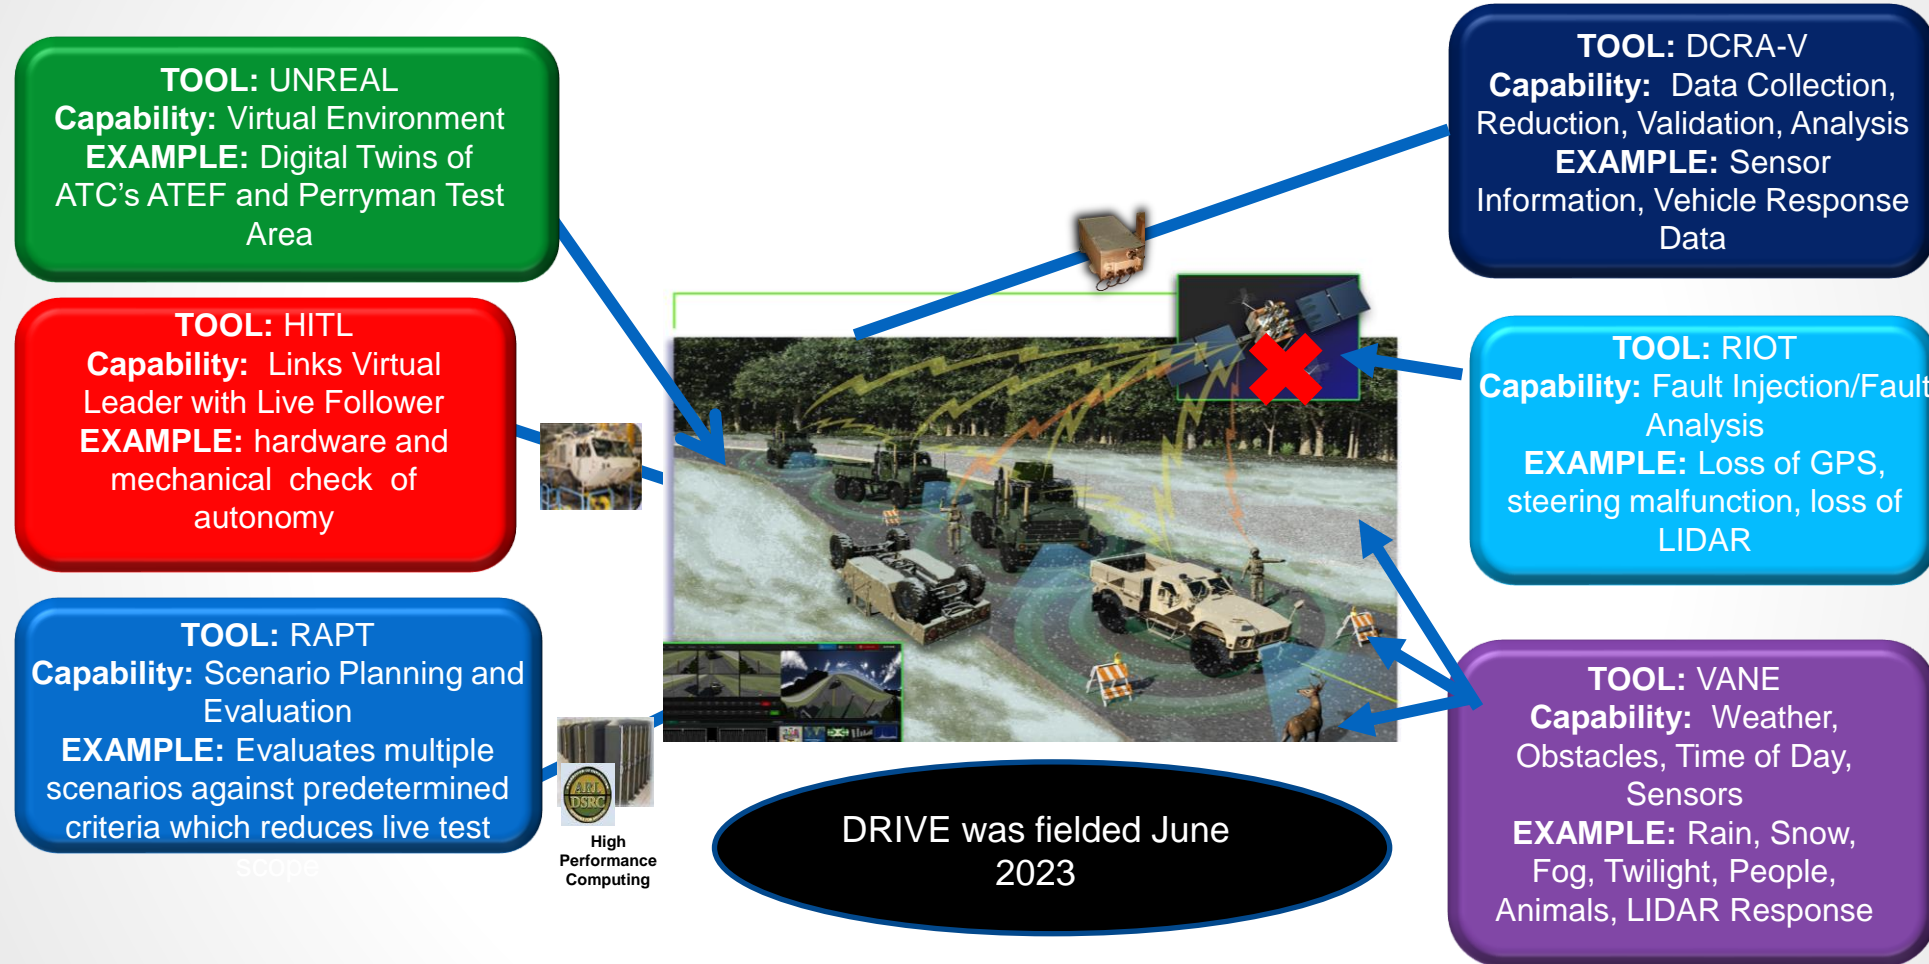 TOOL: UNREAL
Capability: Virtual Environment
EXAMPLE: Digital Twins of
ATC's ATEF and Perryman Test
Area
TOOL: HITL
Capability: Links Virtual
Leader with Live Follower
EXAMPLE: hardware and
mechanical check of
autonomy
TOOL: RAPT
Capability: Scenario Planning and
Evaluation
EXAMPLE: Evaluates multiple
scenarios against predetermined
criteria which reduces live test
scope
ARL
DSRC
High
Performance
Computing
DRIVE was fielded June
2023
TOOL: DCRA-V
Capability: Data Collection,
Reduction, Validation, Analysis
EXAMPLE: Sensor
Information, Vehicle Response
Data
TOOL: RIOT
Capability: Fault Injection/Fault
Analysis
EXAMPLE: Loss of GPS,
steering malfunction, loss of
LIDAR
TOOL: VANE
Capability: Weather,
Obstacles, Time of Day,
Sensors
EXAMPLE: Rain, Snow,
Fog, Twilight, People,
Animals, LIDAR Response